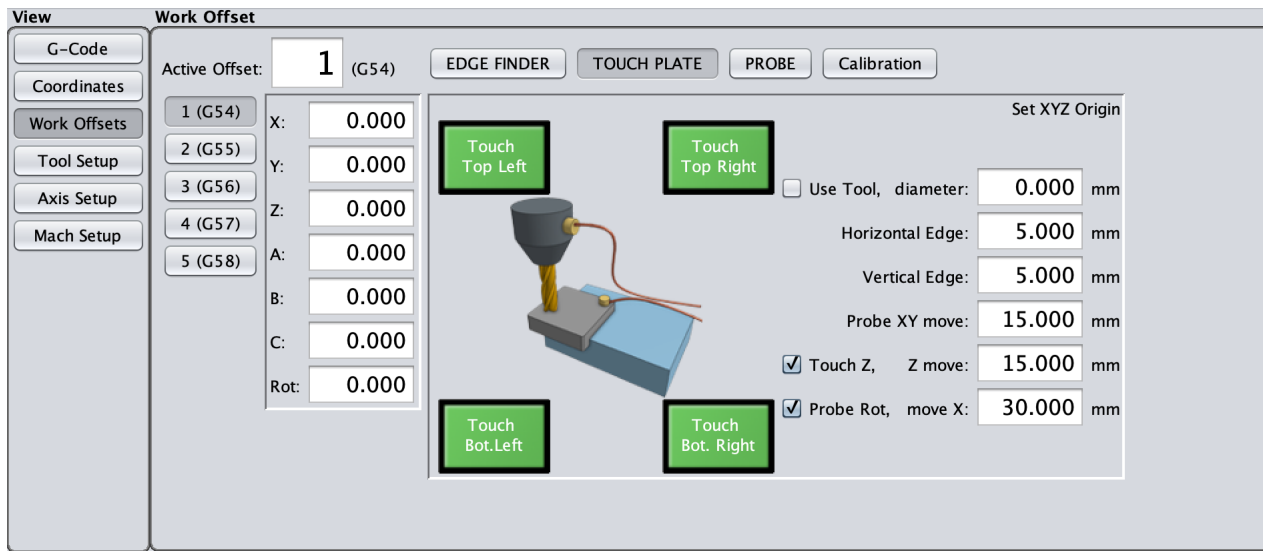 View
Work Offset
G-Code
Coordinates
Work Offsets
Tool Setup
Axis Setup
Mach Setup
Active Offset: 1 (G54)
EDGE FINDER TOUCH PLATE PROBE Calibration
1 (G54)
2 (G55)
3 (G56)
4 (G57)
5 (G58)
X: 0.000
Y: 0.000
Z: 0.000
A: 0.000
B: 0.000
C: 0.000
Rot: 0.000
Set XYZ Origin
Touch
Top Left
Touch
Top Right
Use Tool, diameter: 0.000 mm
Horizontal Edge: 5.000 mm
Vertical Edge: 5.000 mm
Probe XY move: 15.000 mm
Touch Z, Z move: 15.000 mm
Probe Rot, move X: 30.000 mm
Touch
Bot.Left
Touch
Bot. Right